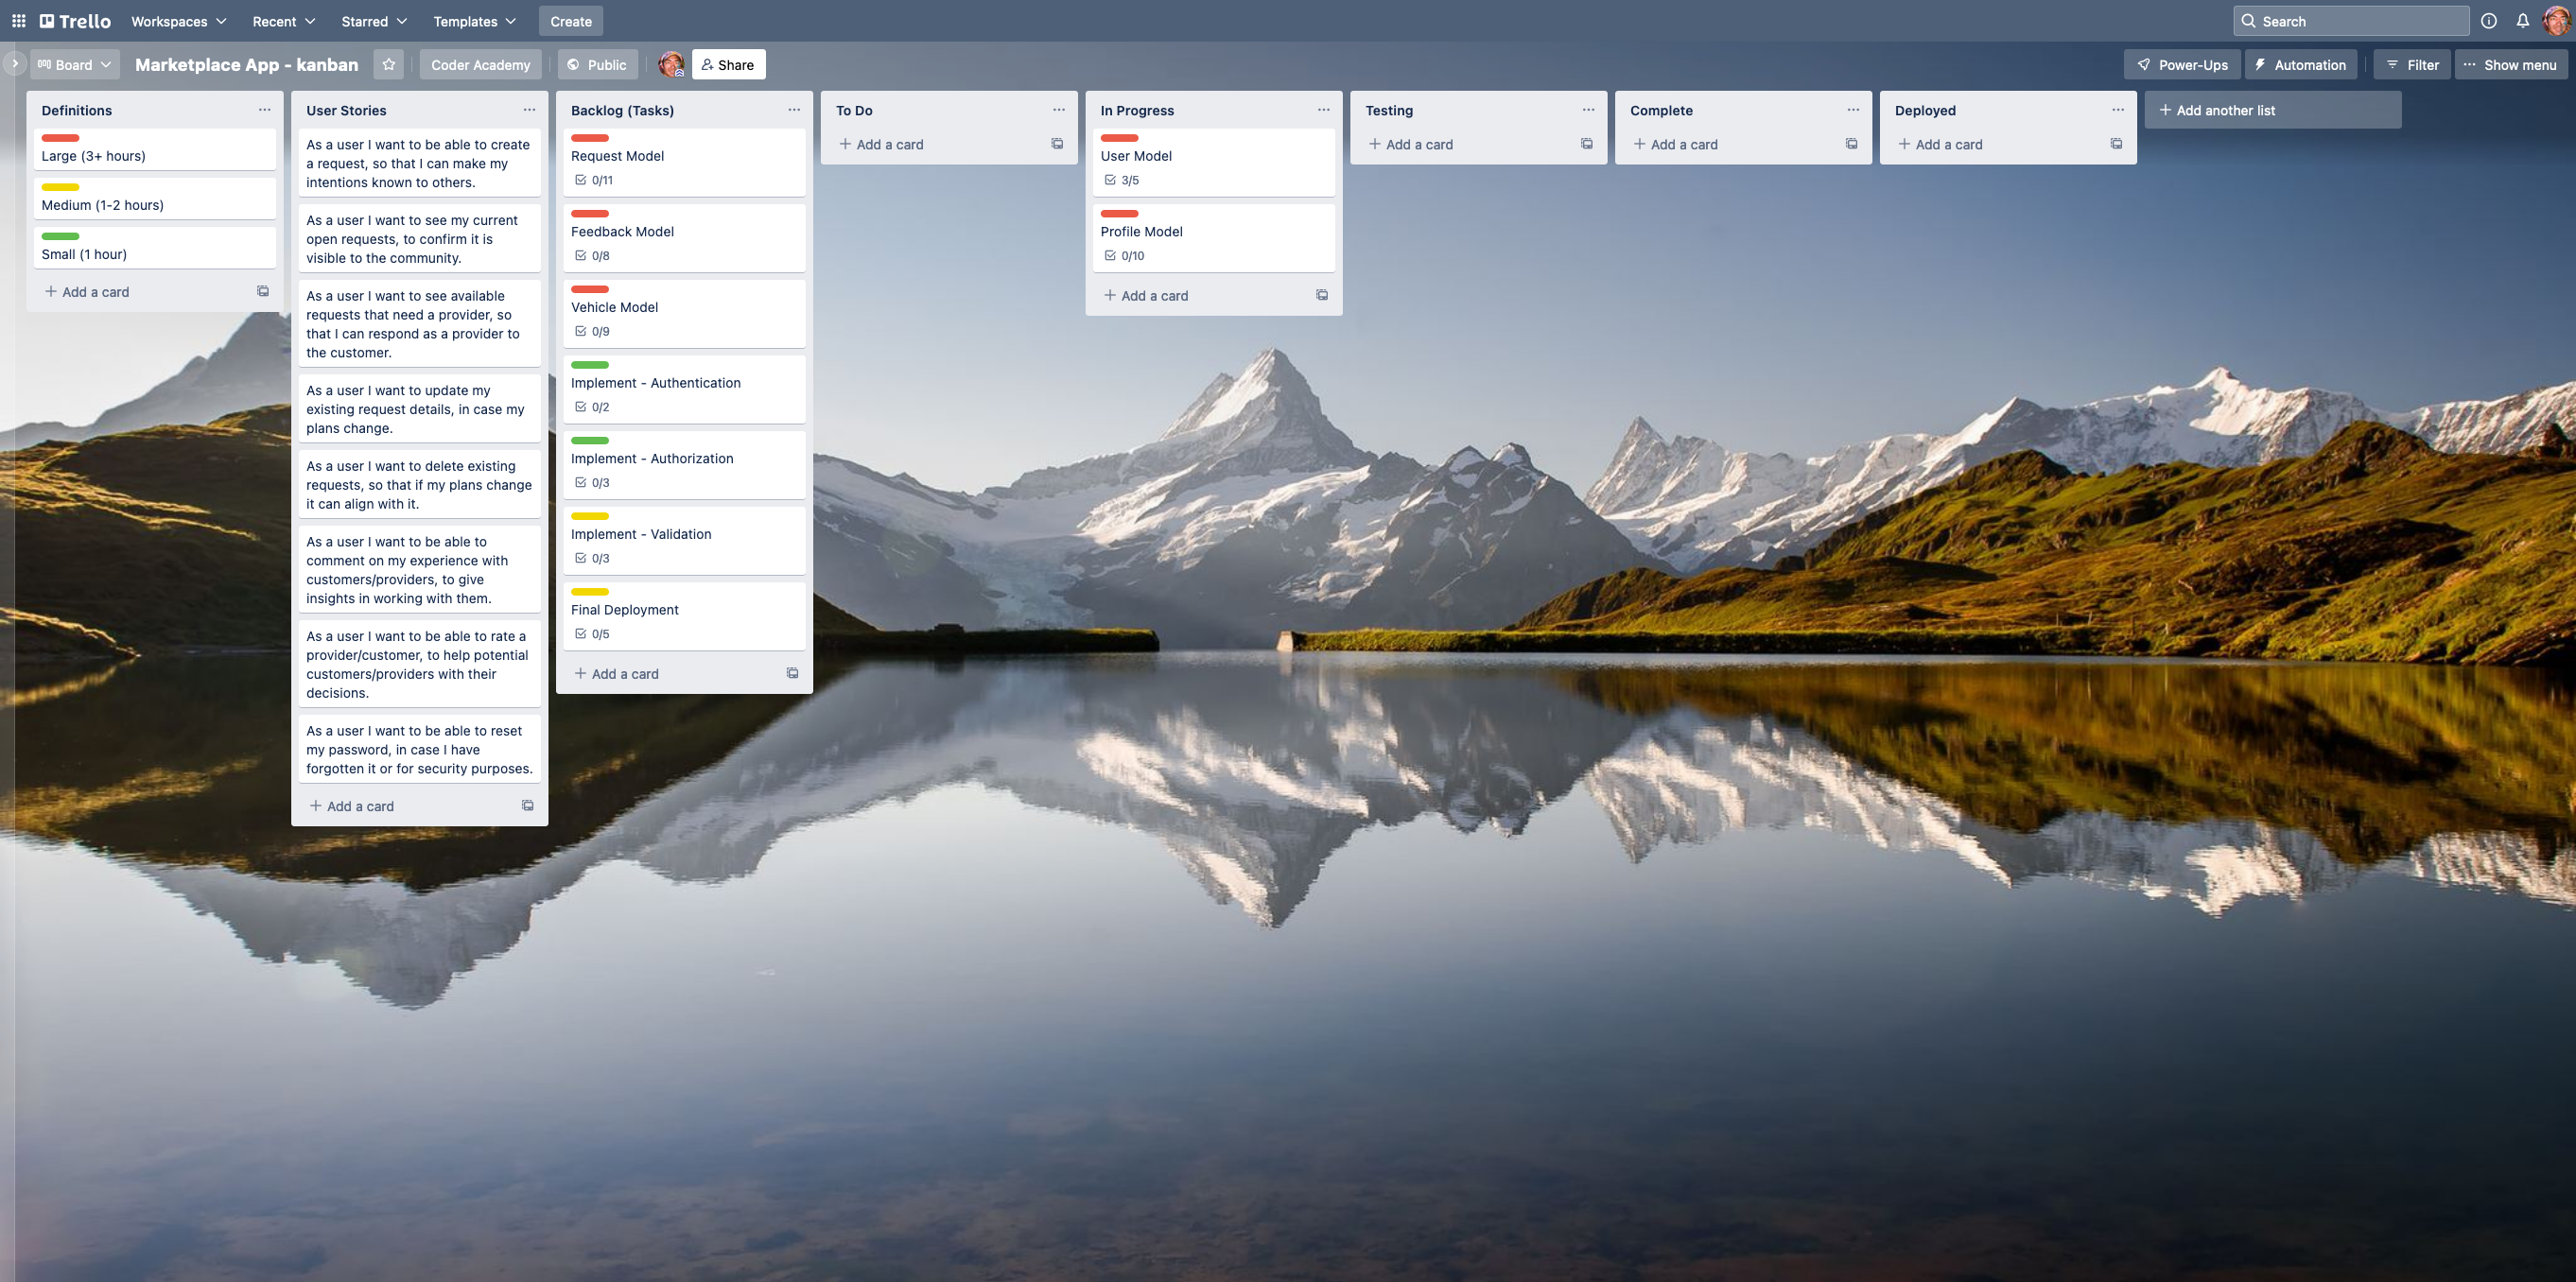 Trello
Workspaces
Recent
Starred
Templates
Create
Search
Board
Marketplace App - kanban
Coder Academy
Public
Share
Power-Ups
Automation
Filter
Show menu
Definitions
Large (3+ hours)
Medium (1-2 hours)
Small (1 hour)
Add a card
User Stories
As a user I want to be able to create
a request, so that I can make my
intentions known to others.
As a user I want to see my current
open requests, to confirm it is
visible to the community.
As a user I want to see available
requests that need a provider, so
that I can respond as a provider to
the customer.
As a user I want to update my
existing request details, in case my
plans change.
As a user I want to delete existing
requests, so that if my plans change
it can align with it.
As a user I want to be able to
comment on my experience with
customers/providers, to give
insights in working with them.
As a user I want to be able to rate a
provider/customer, to help potential
customers/providers with their
decisions.
As a user I want to be able to reset
my password, in case I have
forgotten it or for security purposes.
Add a card
Backlog (Tasks)
Request Model
0/11
Feedback Model
0/8
Vehicle Model
0/9
Implement - Authentication
0/2
Implement - Authorization
0/3
Implement - Validation
0/3
Final Deployment
0/5
Add a card
To Do
Add a card
In Progress
User Model
3/5
Profile Model
0/10
Add a card
Testing
Add a card
Complete
Add a card
Deployed
Add a card
Add another list